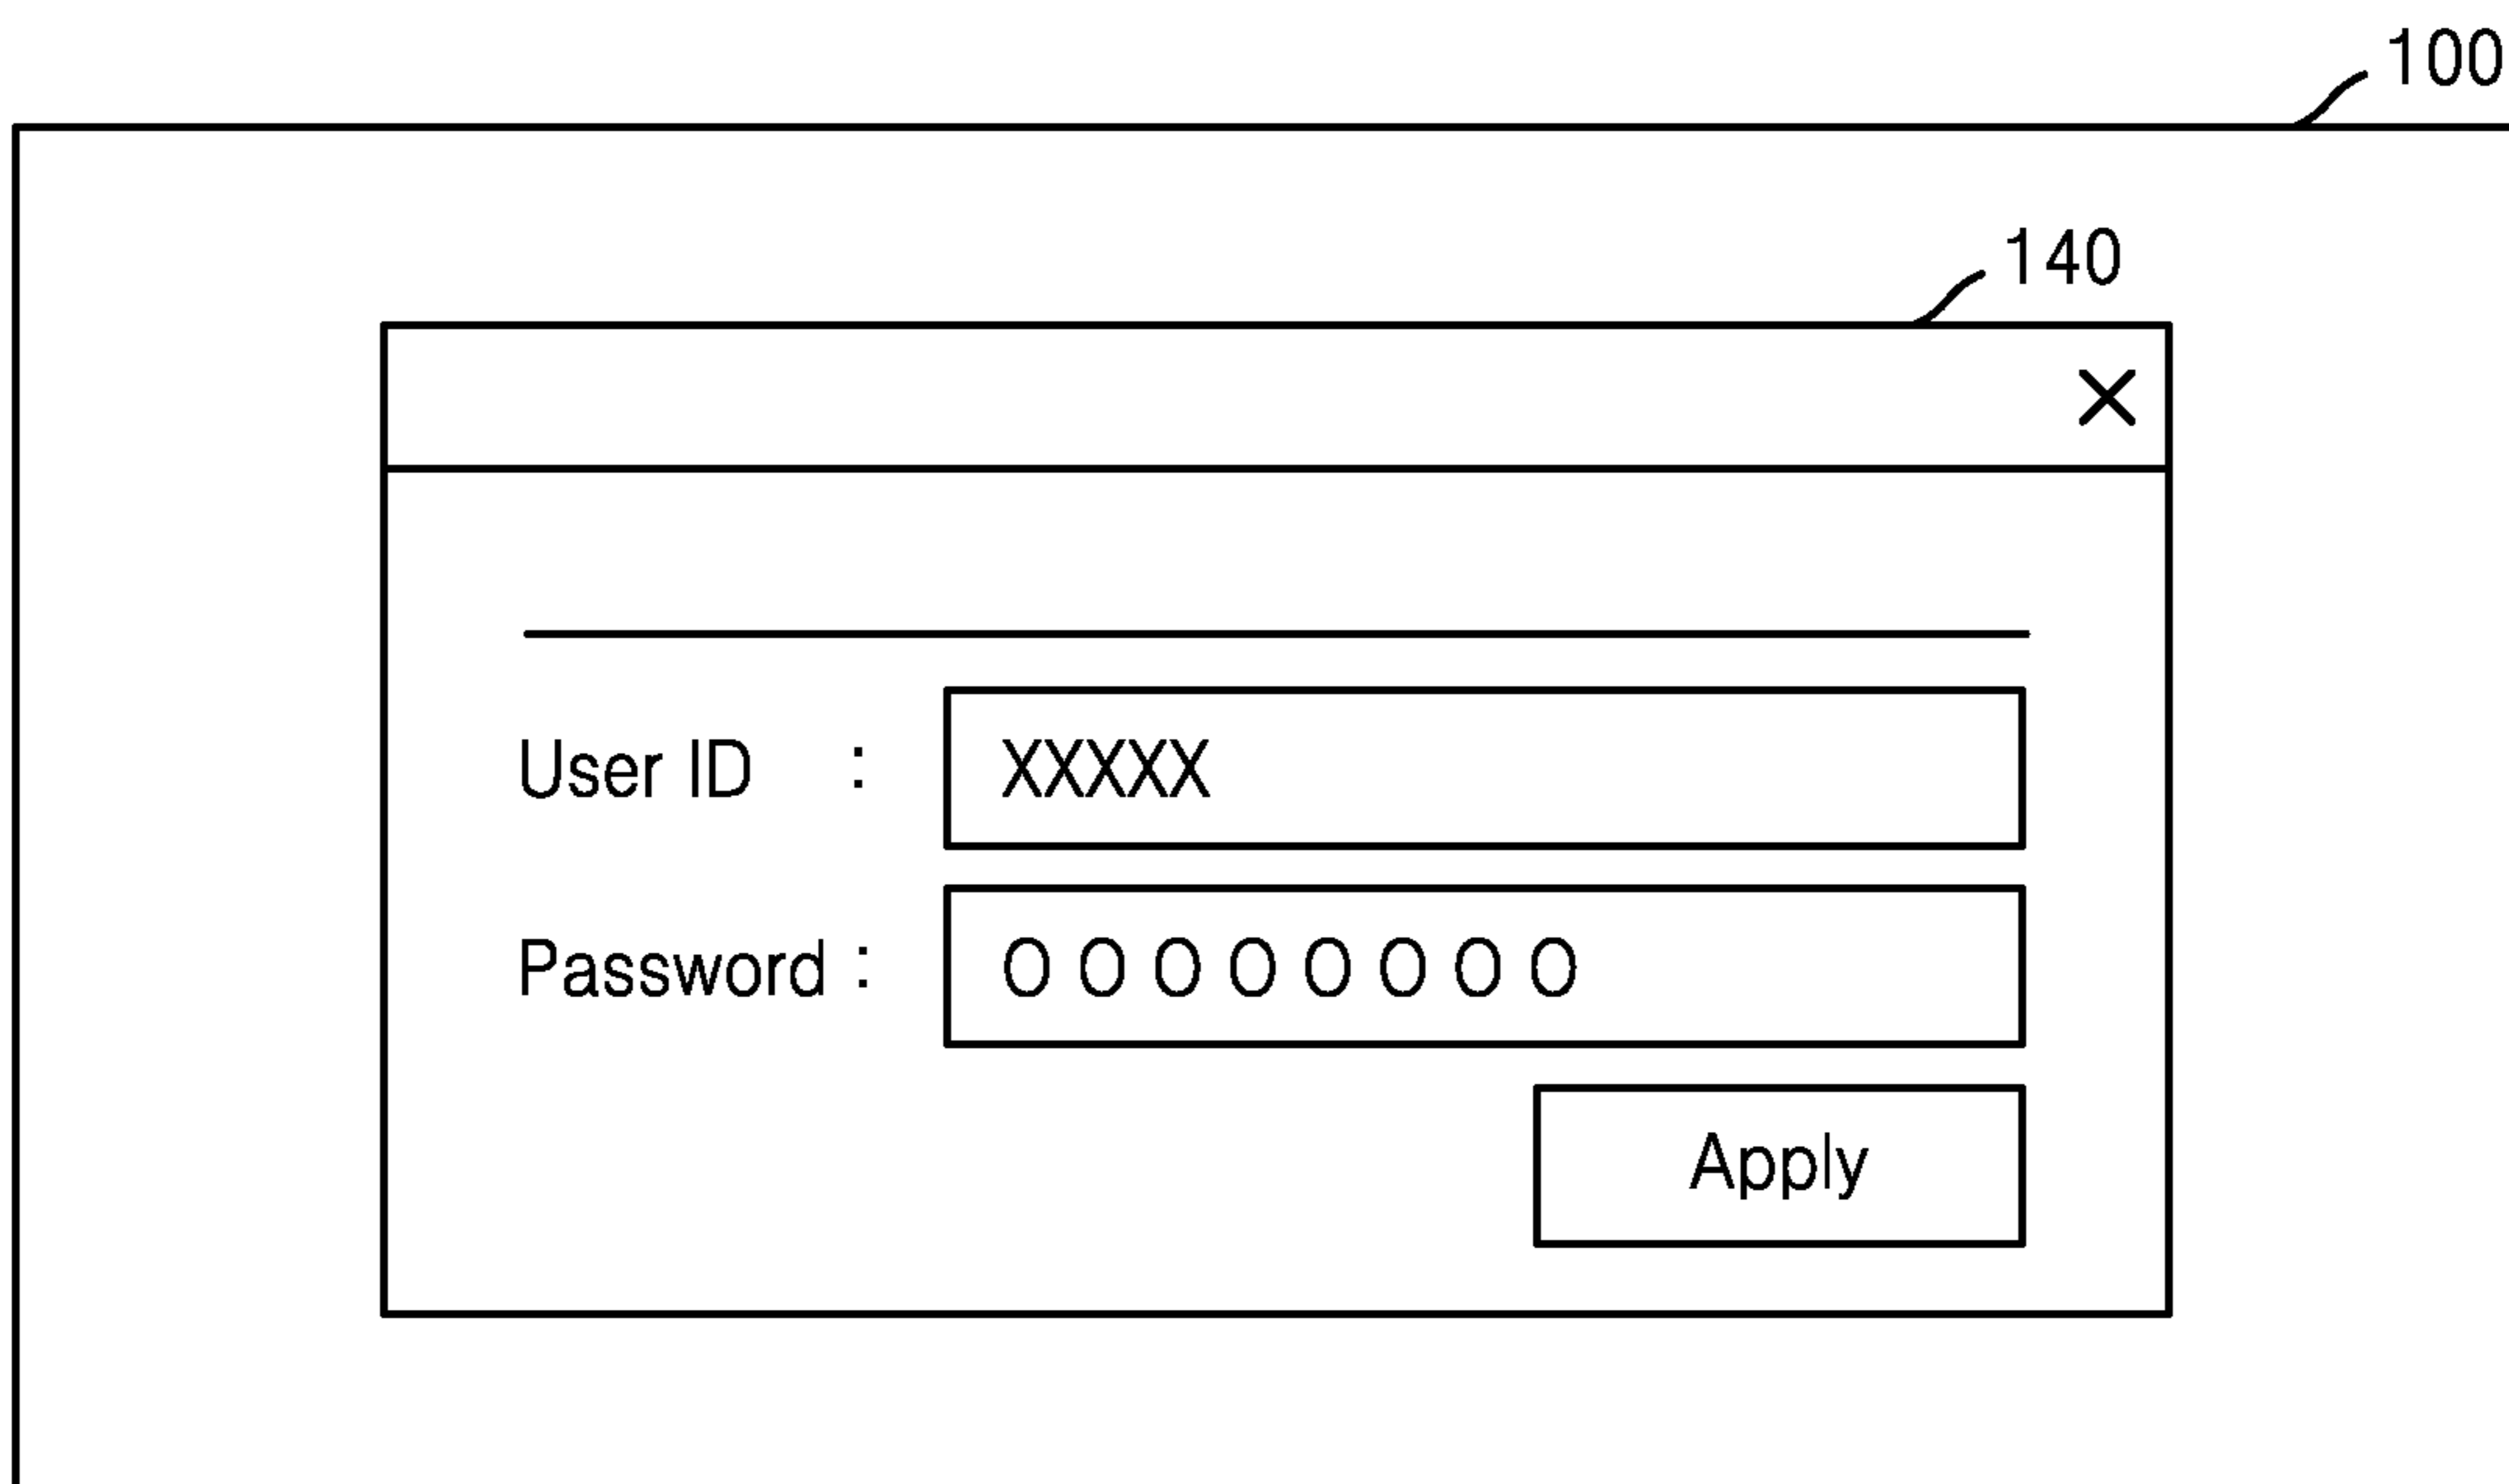 100
140
×
User ID : XXXXX
Password : O O O O O O O O
Apply